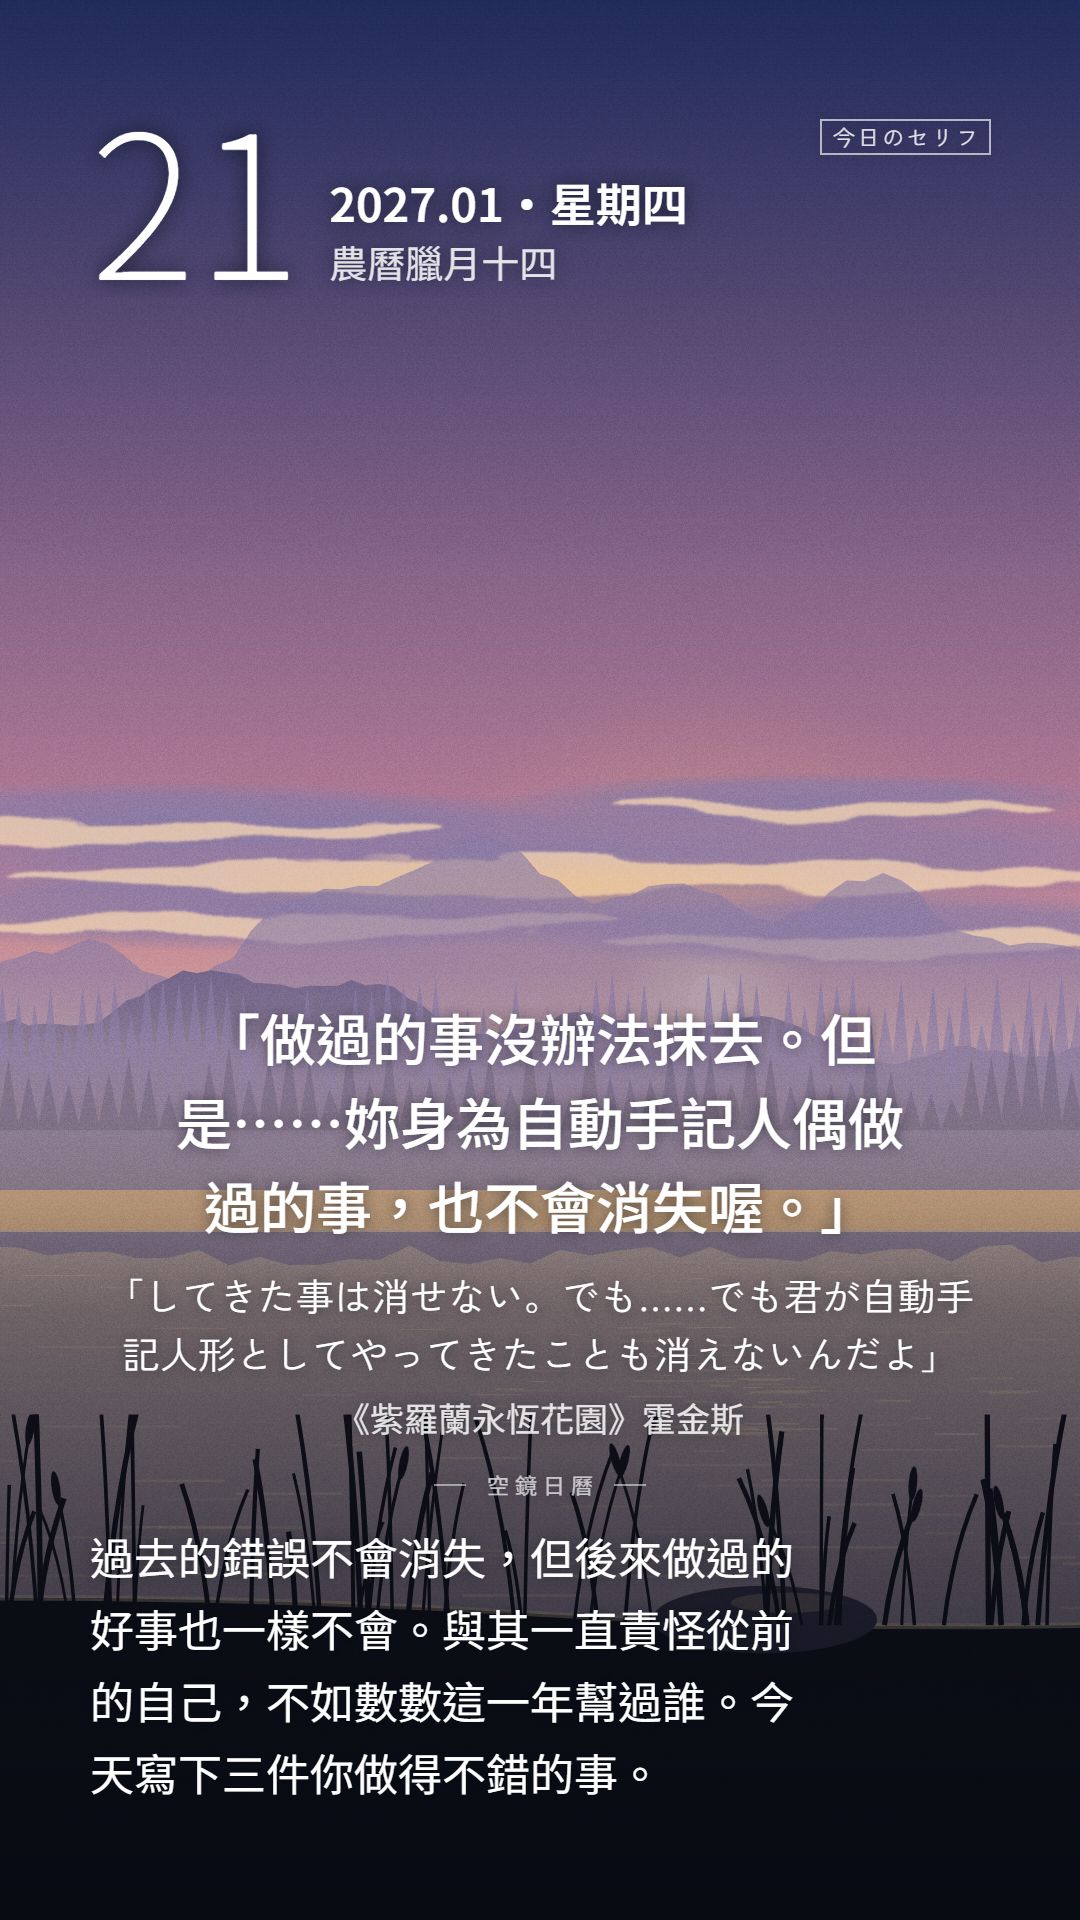 21
2027.01・星期四
農曆臘月十四
今日のセリフ
「做過的事沒辦法抹去。但
是⋯⋯妳身為自動手記人偶做
過的事，也不會消失喔。」
「してきた事は消せない。でも……でも君が自動手
記人形としてやってきたことも消えないんだよ」
《紫羅蘭永恆花園》霍金斯
空鏡日曆
過去的錯誤不會消失，但後來做過的
好事也一樣不會。與其一直責怪從前
的自己，不如數數這一年幫過誰。今
天寫下三件你做得不錯的事。